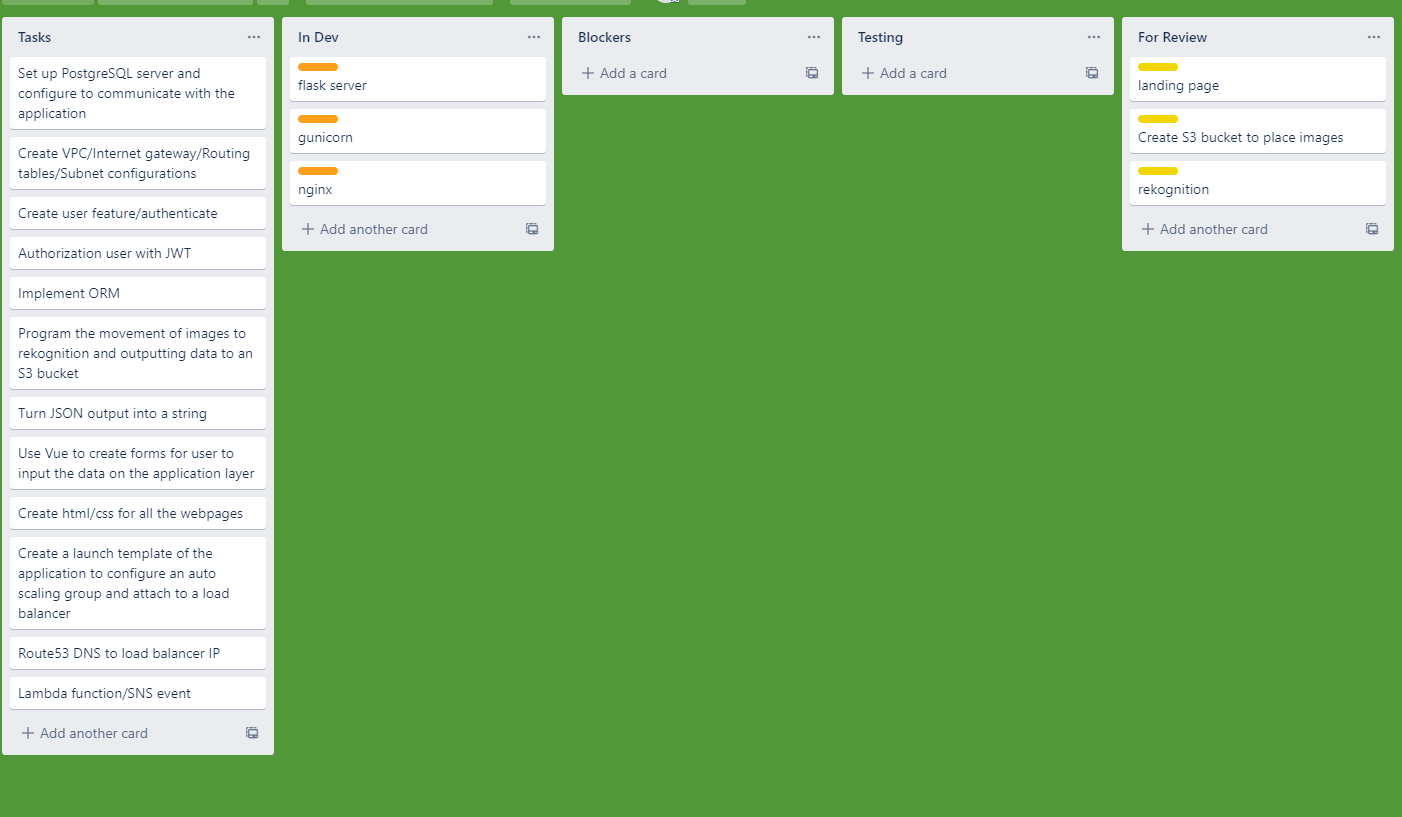 Tasks
Set up PostgreSQL server and
configure to communicate with the
application
Create VPC/Internet gateway/Routing
tables/Subnet configurations
Create user feature/authenticate
Authorization user with JWT
Implement ORM
Program the movement of images to
rekognition and outputting data to an
S3 bucket
Turn JSON output into a string
Use Vue to create forms for user to
input the data on the application layer
Create html/css for all the webpages
Create a launch template of the
application to configure an auto
scaling group and attach to a load
balancer
Route53 DNS to load balancer IP
Lambda function/SNS event
+ Add another card
In Dev
flask server
gunicorn
nginx
+ Add another card
Blockers
+ Add a card
Testing
+ Add a card
For Review
landing page
Create S3 bucket to place images
rekognition
+ Add another card